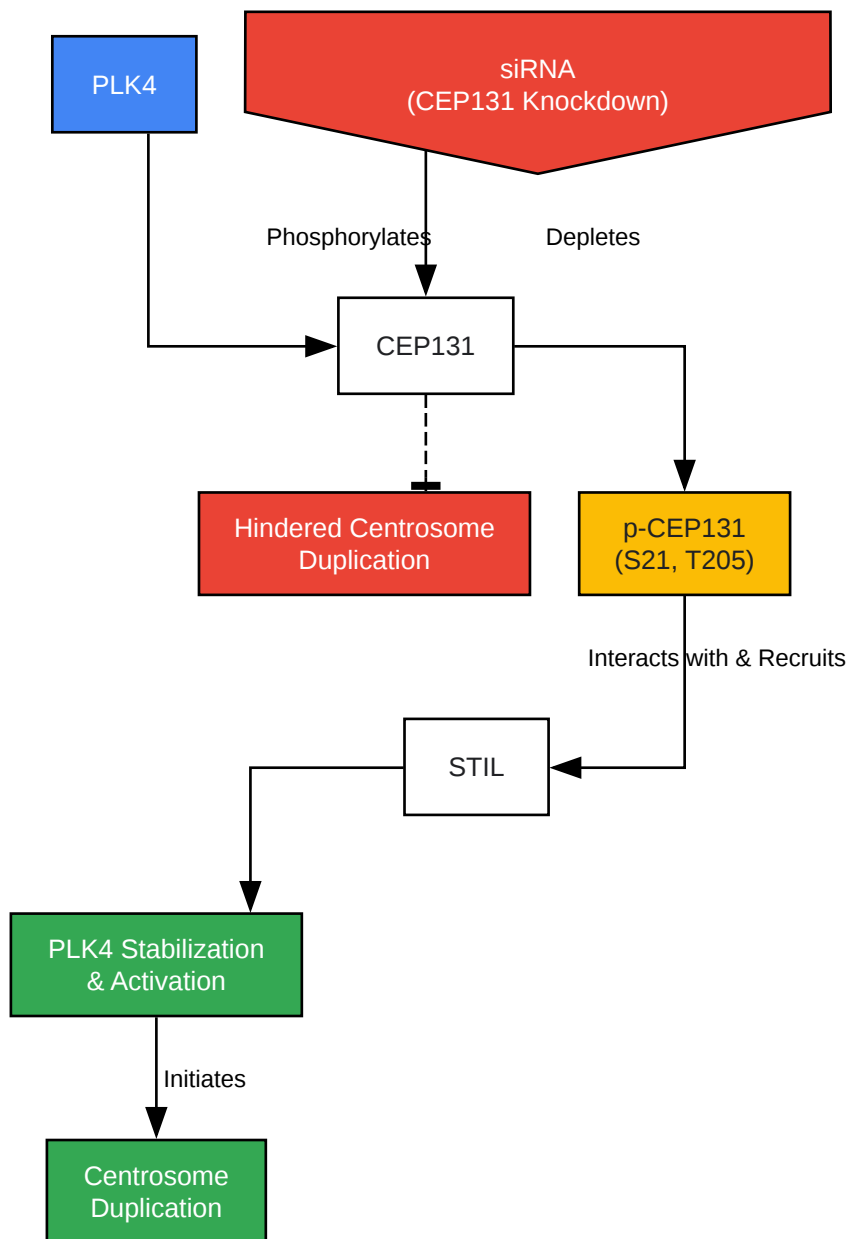 PLK4
siRNA
(CEP131 Knockdown)
Phosphorylates
Depletes
CEP131
Hindered Centrosome
Duplication
p-CEP131
(S21, T205)
Interacts with & Recruits
STIL
PLK4 Stabilization
& Activation
Initiates
Centrosome
Duplication